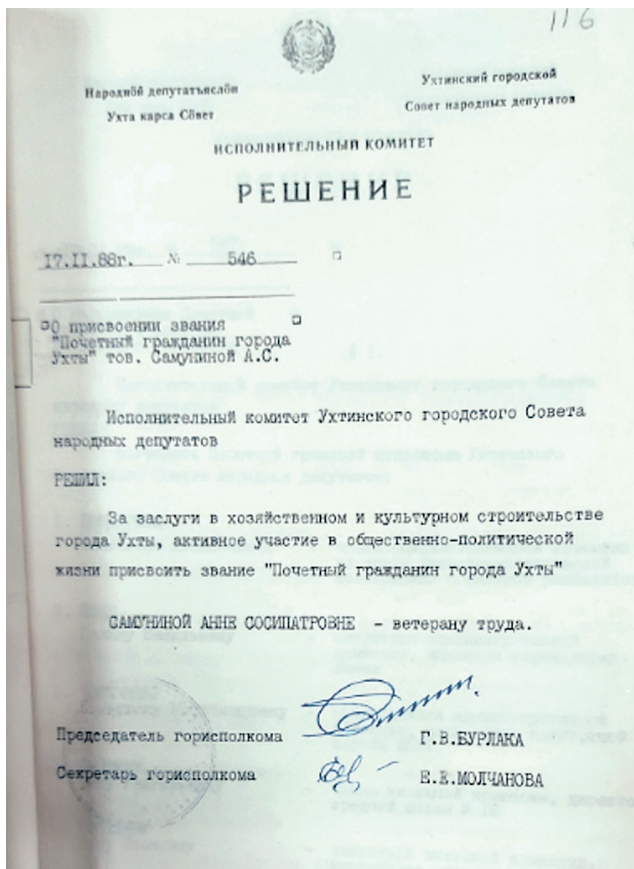 116
Народнӧй депутатъяслӧн
Ухта карса Сӧвет
Ухтинский городской
Совет народных депутатов
ИСПОЛНИТЕЛЬНЫЙ КОМИТЕТ
РЕШЕНИЕ
17.II.88г. № 546
О присвоении звания
"Почетный гражданин города
Ухты" тов. Самуниной А.С.
Исполнительный комитет Ухтинского городского Совета
народных депутатов
РЕШИЛ:
За заслуги в хозяйственном и культурном строительстве
города Ухты, активное участие в общественно-политической
жизни присвоить звание "Почетный гражданин города Ухты"
САМУНИНОЙ АННЕ СОСИПАТРОВНЕ - ветерану труда.
Председатель горисполкома Г.В.БУРЛАКА
Секретарь горисполкома Е.Е.МОЛЧАНОВА